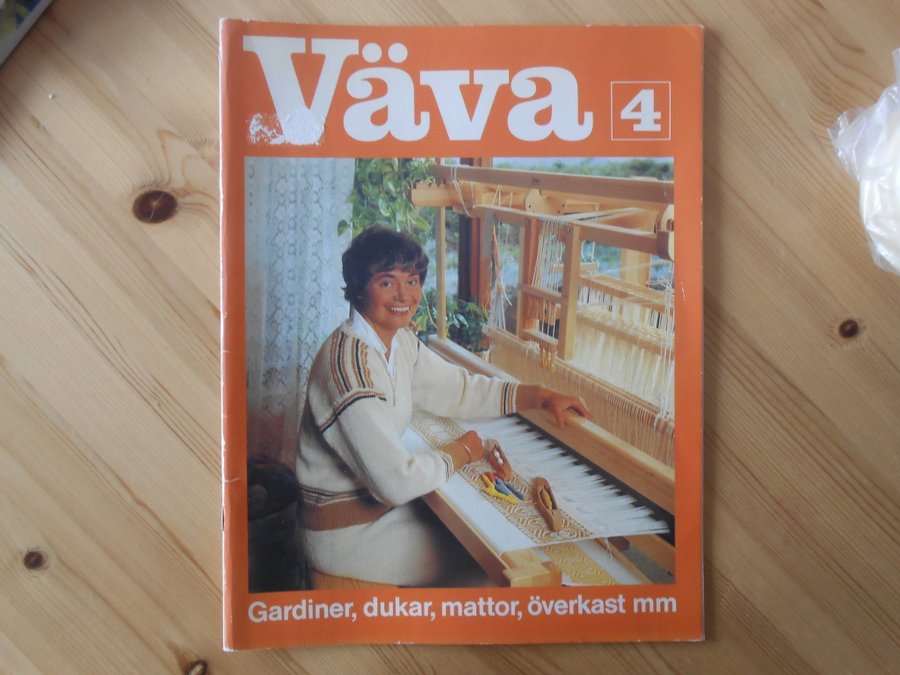 Väva
4
Gardiner, dukar, mattor, överkast mm